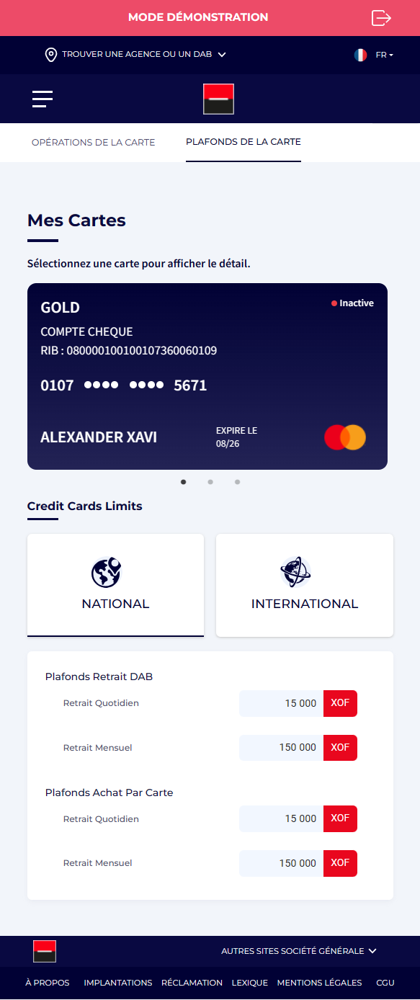 MODE DÉMONSTRATION
TROUVER UNE AGENCE OU UN DAB
FR
OPÉRATIONS DE LA CARTE
PLAFONDS DE LA CARTE
Mes Cartes
Sélectionnez une carte pour afficher le détail.
GOLD
Inactive
COMPTE CHEQUE
RIB : 080000100100107360060109
0107 •••• •••• 5671
ALEXANDER XAVI
EXPIRE LE
08/26
Credit Cards Limits
NATIONAL
INTERNATIONAL
Plafonds Retrait DAB
Retrait Quotidien 15 000 XOF
Retrait Mensuel 150 000 XOF
Plafonds Achat Par Carte
Retrait Quotidien 15 000 XOF
Retrait Mensuel 150 000 XOF
AUTRES SITES SOCIÉTÉ GÉNÉRALE
À PROPOS IMPLANTATIONS RÉCLAMATION LEXIQUE MENTIONS LÉGALES CGU